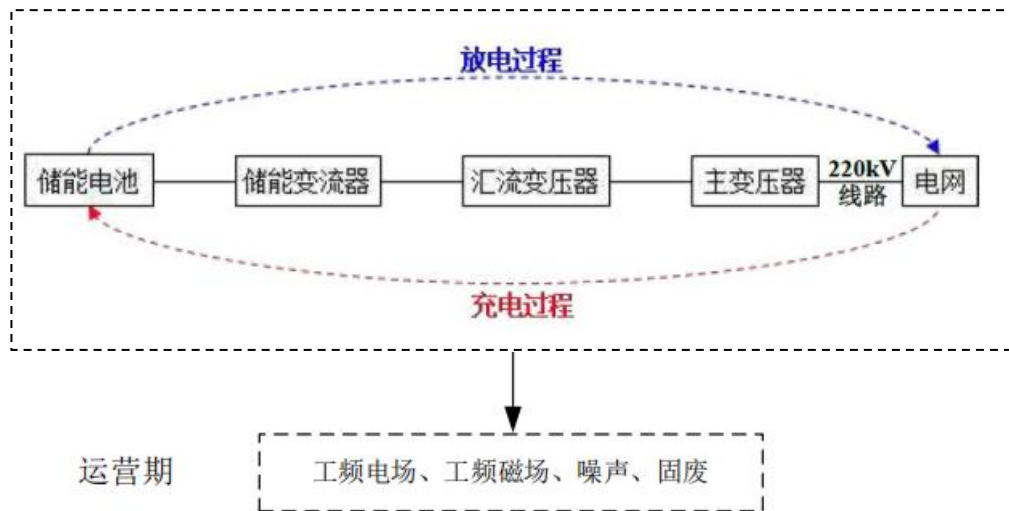 放电过程
储能电池
储能变流器
汇流变压器
主变压器
220kV
线路
电网
充电过程
运营期
工频电场、工频磁场、噪声、固废